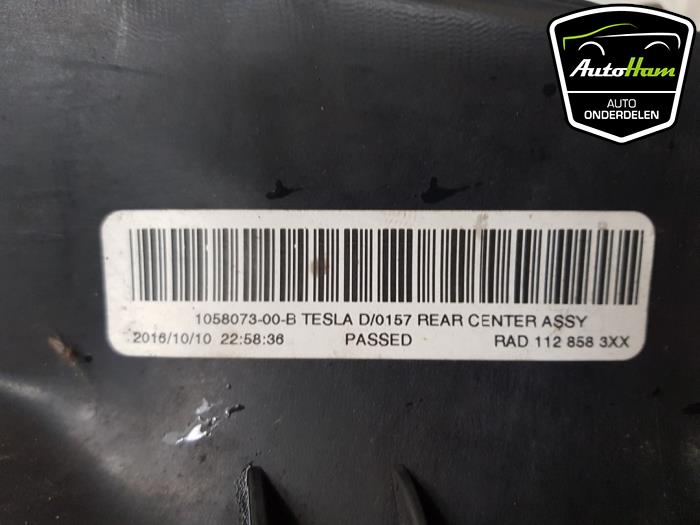 AutoHam
AUTO
ONDERDELEN
1058073-00-B TESLA D/0157 REAR CENTER ASSY
2016/10/10 22:58:36 PASSED RAD 112 858 3XX